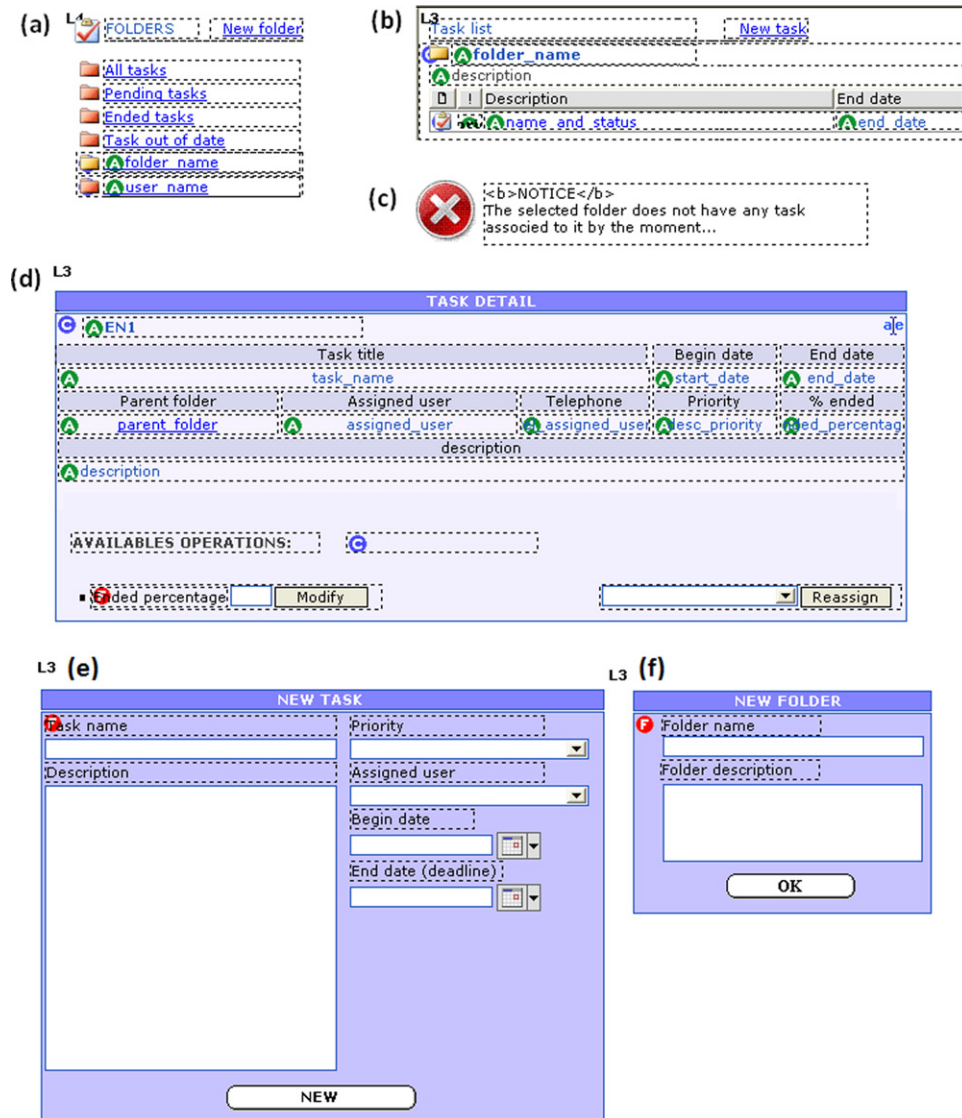 (a) L4
FOLDERS New folder
All tasks
Pending tasks
Ended tasks
Task out of date
A folder_name
A user_name
(b) L3
Task list New task
C A folder_name
A description
! Description End date
A name_and_status A end_date
(c)
<b>NOTICE</b>
The selected folder does not have any task
associed to it by the moment...
(d) L3
TASK DETAIL
C A EN1
Task title Begin date End date
A task_name A start_date A end_date
Parent folder Assigned user Telephone Priority % ended
A parent_folder A assigned_user A _assigned_user A desc_priority A ded_percentag
description
A description
AVAILABLES OPERATIONS: C
F Ended percentage Modify Reassign
L3 (e)
NEW TASK
F Task name Priority
Description Assigned user
Begin date
End date (deadline)
NEW
L3 (f)
NEW FOLDER
F Folder name
Folder description
OK